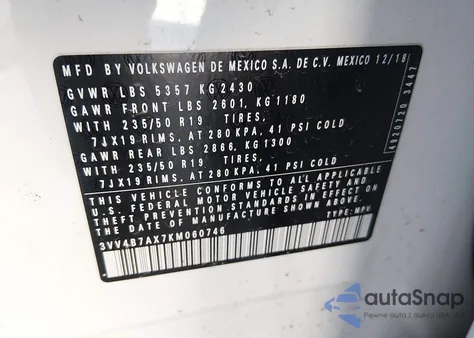 MFD BY VOLKSWAGEN DE MEXICO S.A. DE C.V. MEXICO 12/18
GVWR LBS 5357 KG 2430
GAWR FRONT LBS 2601, KG 1180
WITH 235/50 R19 TIRES,
7JX19 RIMS, AT 280 KPA, 41 PSI COLD
GAWR REAR LBS 2866, KG 1300
WITH 235/50 R19 TIRES,
7JX19 RIMS, AT 280 KPA, 41 PSI COLD
THIS VEHICLE CONFORMS TO ALL APPLICABLE
U.S. FEDERAL MOTOR VEHICLE SAFETY AND
THEFT PREVENTION STANDARDS IN EFFECT ON THE
DATE OF MANUFACTURE SHOWN ABOVE.
3VV4B7AX7KM060746 TYPE: MPV
3447
autoSnap
Pewne auto z